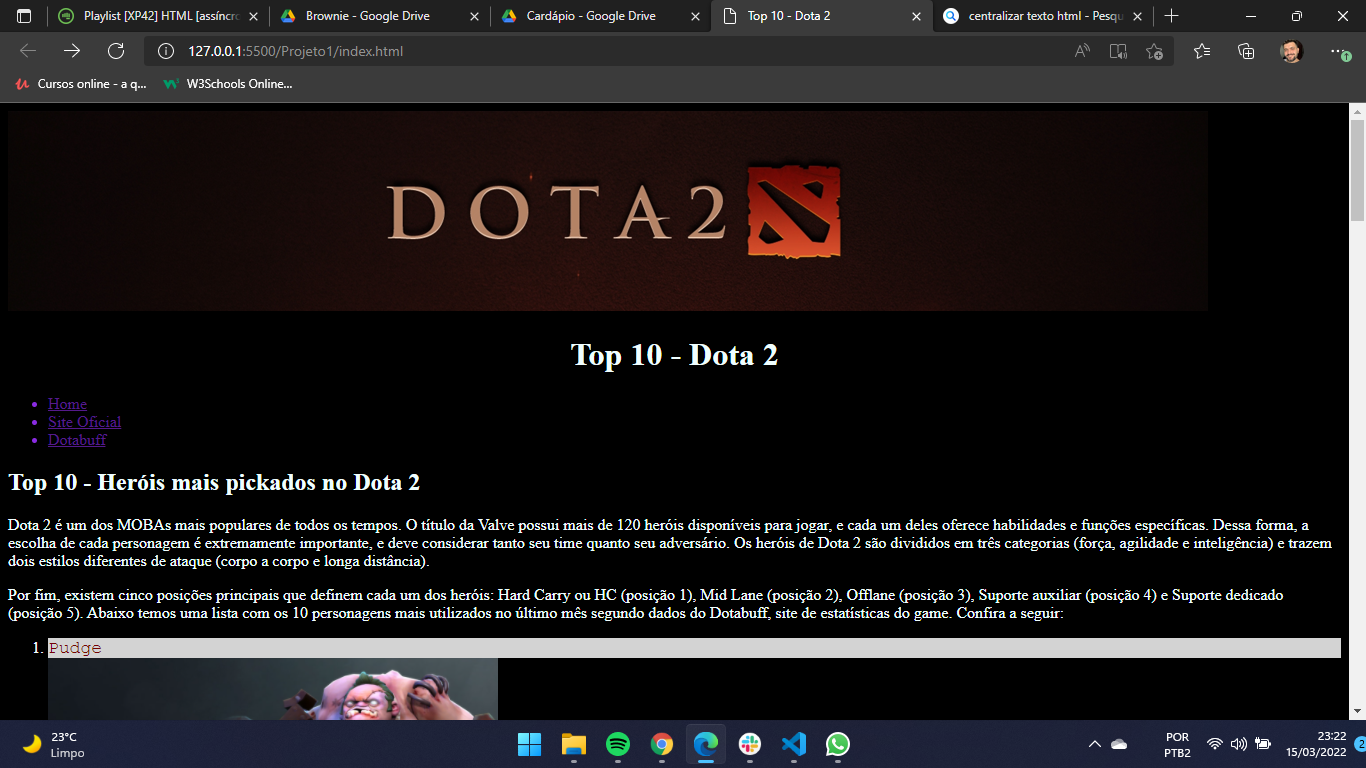 Playlist [XP42] HTML [assíncro
Brownie - Google Drive
Cardápio - Google Drive
Top 10 - Dota 2
centralizar texto html - Pesqu
127.0.0.1:5500/Projeto1/index.html
Cursos online - a q...
W3Schools Online...
DOTA 2
Top 10 - Dota 2
Home
Site Oficial
Dotabuff
Top 10 - Heróis mais pickados no Dota 2
Dota 2 é um dos MOBAs mais populares de todos os tempos. O título da Valve possui mais de 120 heróis disponíveis para jogar, e cada um deles oferece habilidades e funções específicas. Dessa forma, a
escolha de cada personagem é extremamente importante, e deve considerar tanto seu time quanto seu adversário. Os heróis de Dota 2 são divididos em três categorias (força, agilidade e inteligência) e trazem
dois estilos diferentes de ataque (corpo a corpo e longa distância).
Por fim, existem cinco posições principais que definem cada um dos heróis: Hard Carry ou HC (posição 1), Mid Lane (posição 2), Offlane (posição 3), Suporte auxiliar (posição 4) e Suporte dedicado
(posição 5). Abaixo temos uma lista com os 10 personagens mais utilizados no último mês segundo dados do Dotabuff, site de estatísticas do game. Confira a seguir:
1. Pudge
23°C
Limpo
POR
PTB2
23:22
15/03/2022
2